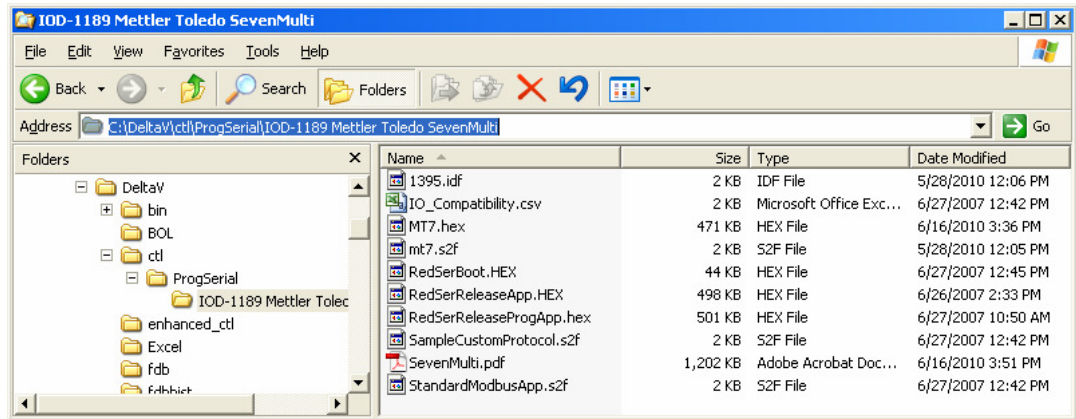 IOD-1189 Mettler Toledo SevenMulti
File Edit View Favorites Tools Help
Back Search Folders
Address C:\DeltaV\ctl\ProgSerial\IOD-1189 Mettler Toledo SevenMulti Go
Folders x Name Size Type Date Modified
DeltaV
bin
BOL
ctl
ProgSerial
IOD-1189 Mettler Tolec
enhanced_ctl
Excel
fdb
fdbhist
1395.idf 2 KB IDF File 5/28/2010 12:06 PM
IO_Compatibility.csv 2 KB Microsoft Office Exc... 6/27/2007 12:42 PM
MT7.hex 471 KB HEX File 6/16/2010 3:36 PM
mt7.s2f 2 KB S2F File 5/28/2010 12:05 PM
RedSerBoot.HEX 44 KB HEX File 6/27/2007 12:45 PM
RedSerReleaseApp.HEX 498 KB HEX File 6/26/2007 2:33 PM
RedSerReleaseProgApp.hex 501 KB HEX File 6/27/2007 10:50 AM
SampleCustomProtocol.s2f 2 KB S2F File 6/27/2007 12:42 PM
SevenMulti.pdf 1,202 KB Adobe Acrobat Doc... 6/16/2010 3:51 PM
StandardModbusApp.s2f 2 KB S2F File 6/27/2007 12:42 PM